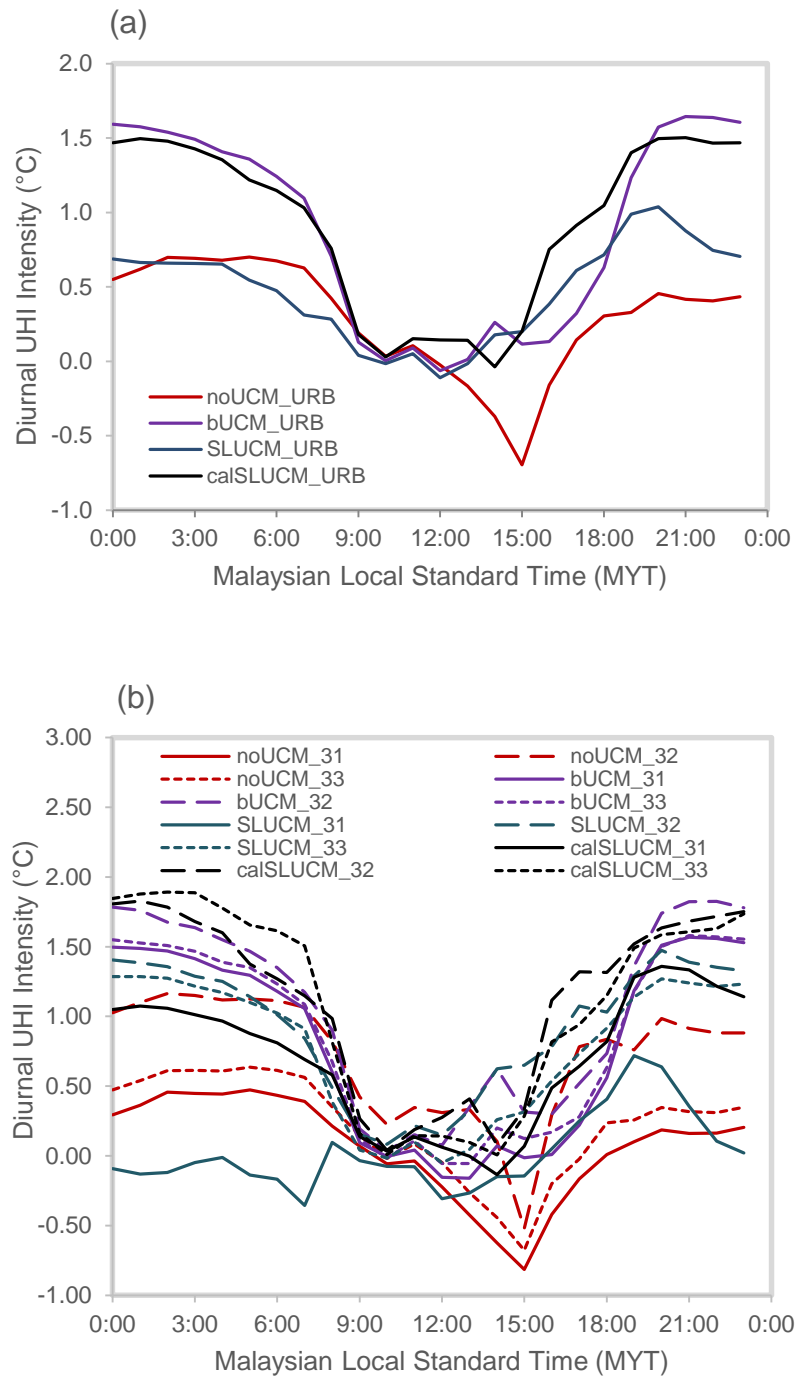 (a)
2.0
1.5
1.0
0.5
0.0
-0.5
-1.0
Diurnal UHI Intensity (°C)
noUCM_URB
bUCM_URB
SLUCM_URB
calSLUCM_URB
0:00 3:00 6:00 9:00 12:00 15:00 18:00 21:00 0:00
Malaysian Local Standard Time (MYT)
(b)
3.00
2.50
2.00
1.50
1.00
0.50
0.00
-0.50
-1.00
Diurnal UHI Intensity (°C)
noUCM_31 noUCM_32
noUCM_33 bUCM_31
bUCM_32 bUCM_33
SLUCM_31 SLUCM_32
SLUCM_33 calSLUCM_31
calSLUCM_32 calSLUCM_33
0:00 3:00 6:00 9:00 12:00 15:00 18:00 21:00 0:00
Malaysian Local Standard Time (MYT)